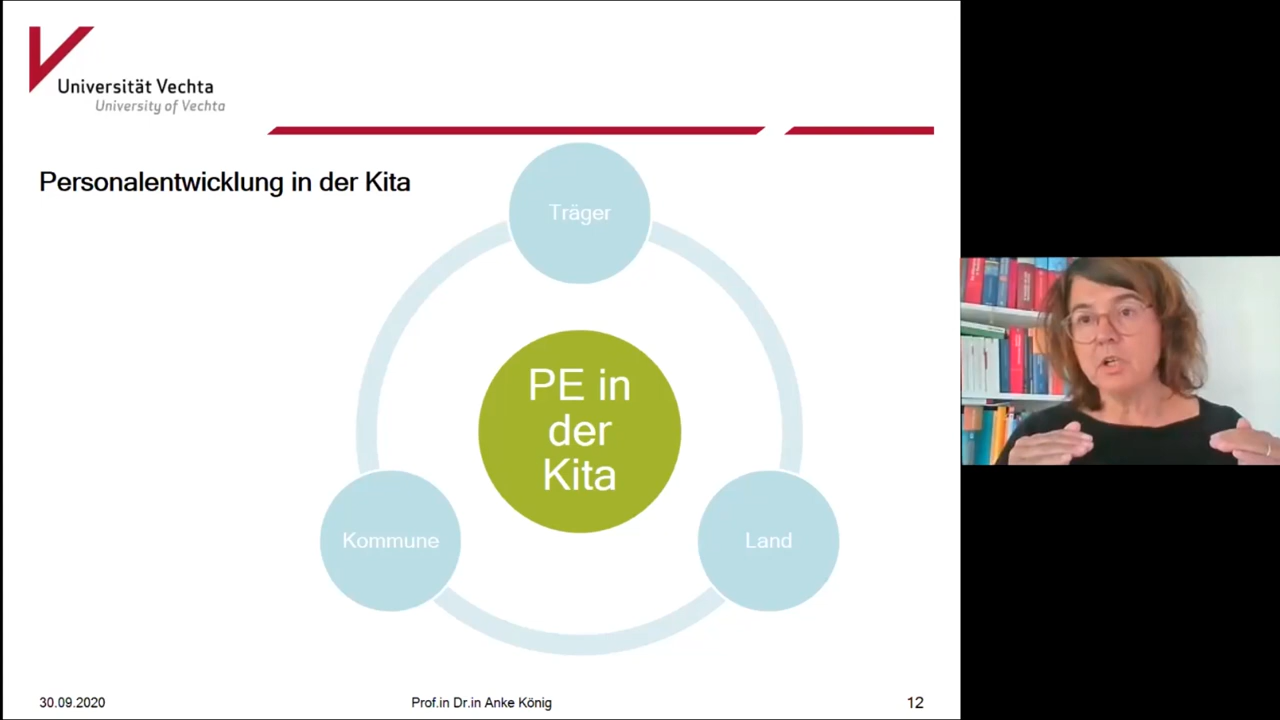 Universität Vechta
University of Vechta
Personalentwicklung in der Kita
Träger
PE in
der
Kita
Kommune
Land
30.09.2020
Prof.in Dr.in Anke König
12